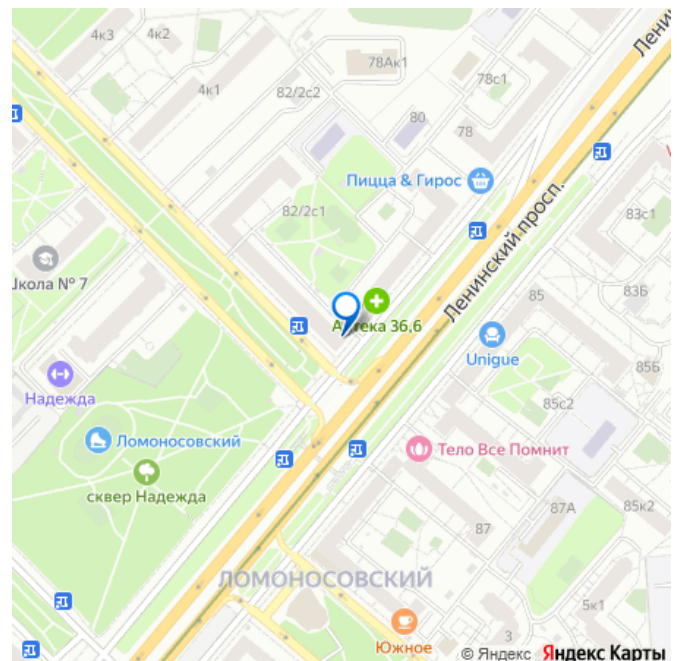 4к3
4к2
Лени
78Ак1
4к1
82/2с2
78с1
80
78
Пицца & Гирос
82/2с1
83с1
Ленинский просп.
Школа № 7
85
83Б
Аптека 36,6
Unigue
85Б
Надежда
85с2
Ломоносовский
Тело Все Помнит
сквер Надежда
87А
85к2
87
ЛОМОНОСОВСКИЙ
5к1
Южное
3
© Яндекс Яндекс Карты